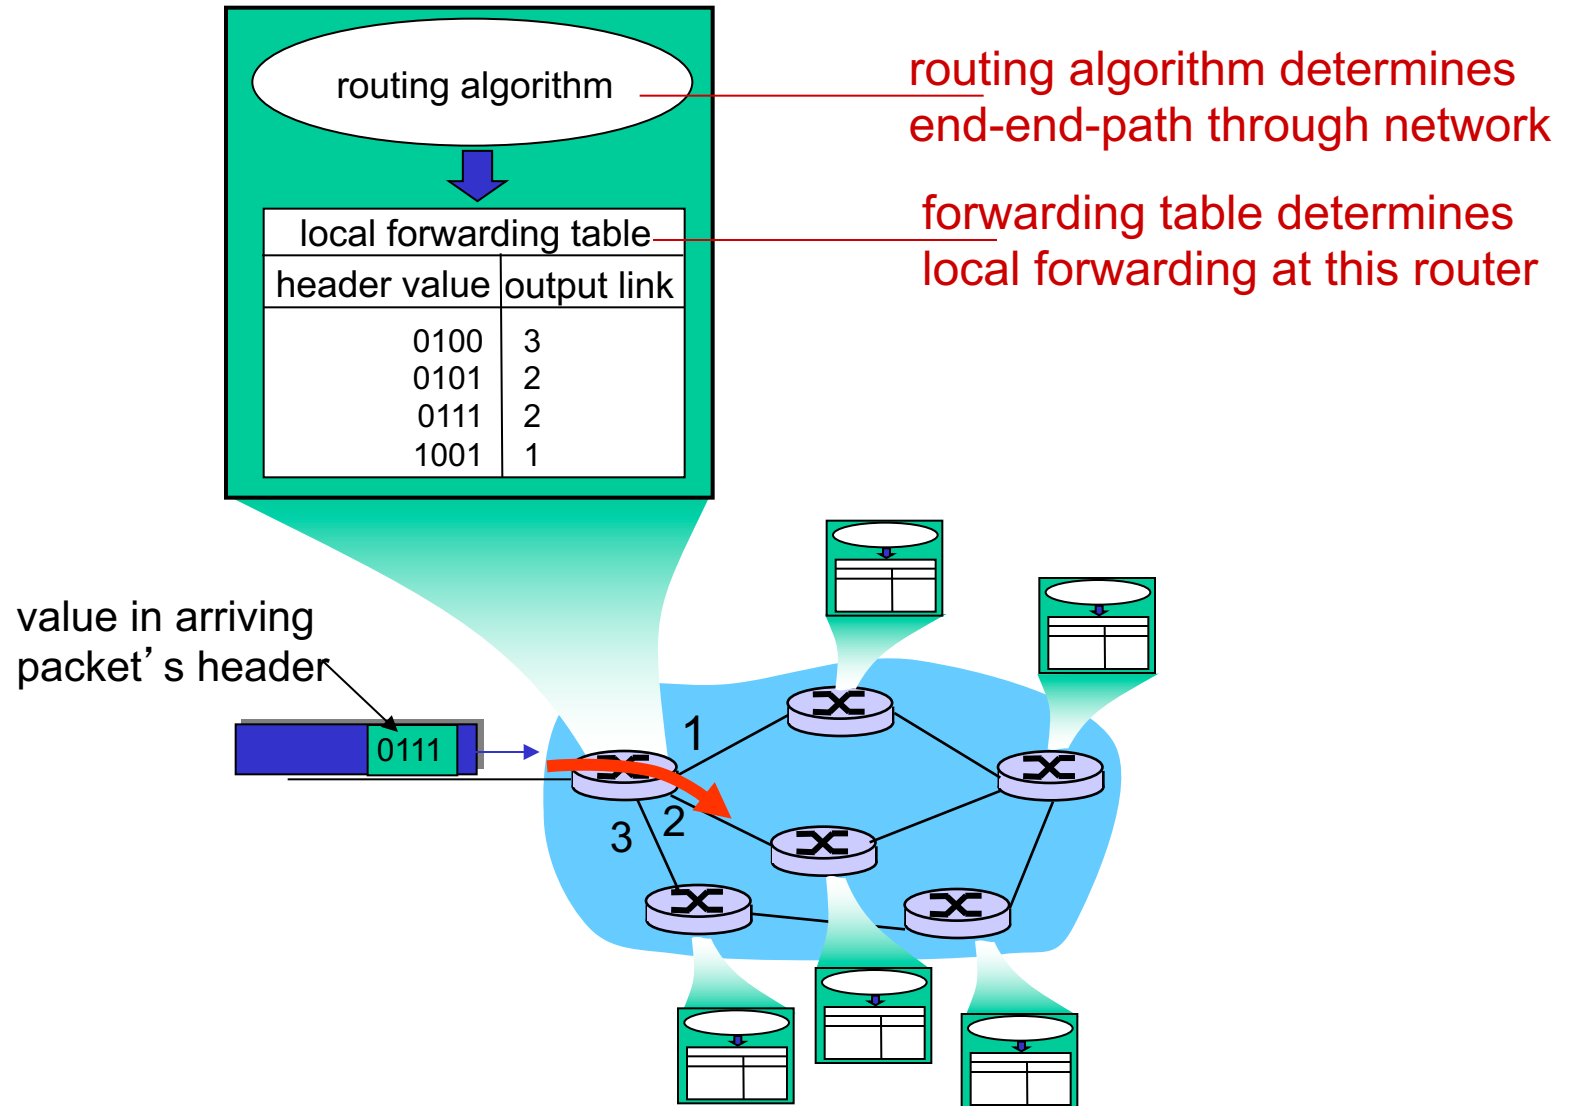 routing algorithm
routing algorithm determines
end-end-path through network
local forwarding table
header value output link
0100 3
0101 2
0111 2
1001 1
forwarding table determines
local forwarding at this router
value in arriving
packet’s header
0111
1
2
3